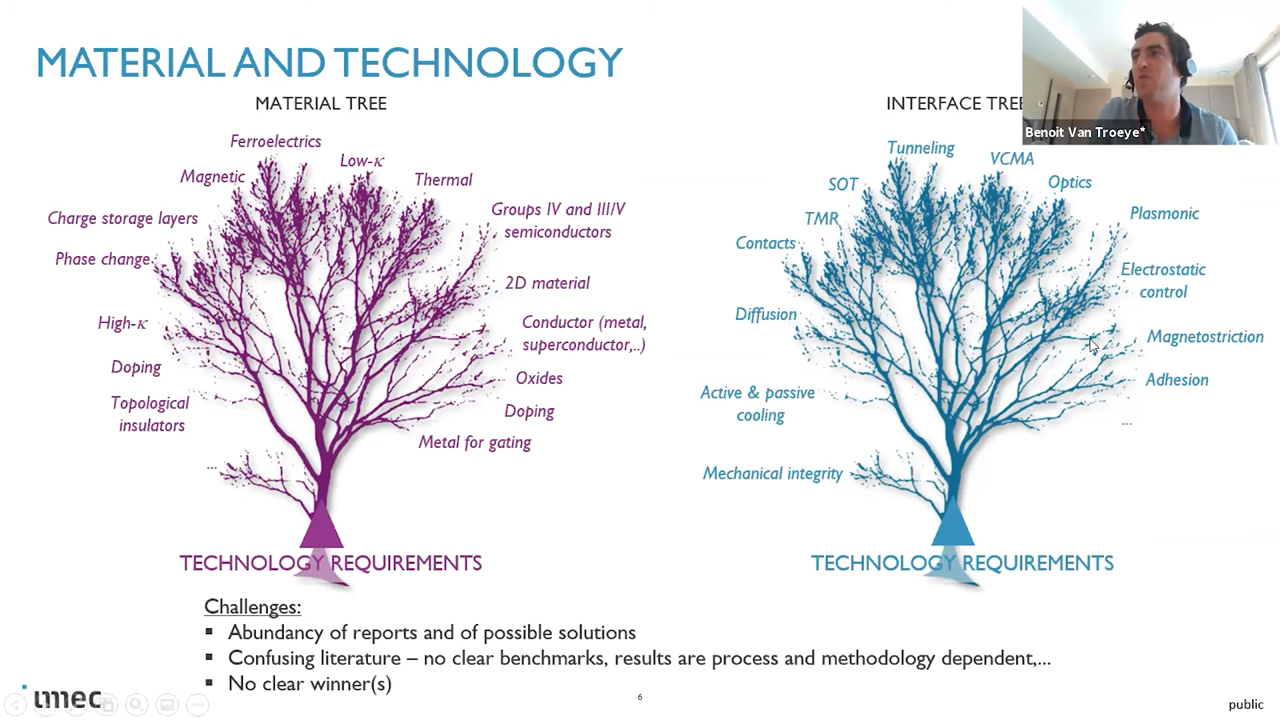 MATERIAL AND TECHNOLOGY
Benoit Van Troeye*
MATERIAL TREE
Ferroelectrics
Low-κ
Magnetic
Thermal
Charge storage layers
Groups IV and III/V
semiconductors
Phase change
2D material
High-κ
Conductor (metal,
superconductor,..)
Doping
Oxides
Topological
insulators
Doping
Metal for gating
...
TECHNOLOGY REQUIREMENTS
INTERFACE TREE
Tunneling
VCMA
SOT
Optics
TMR
Plasmonic
Contacts
Electrostatic
control
Diffusion
Magnetostriction
Active & passive
cooling
Adhesion
...
Mechanical integrity
TECHNOLOGY REQUIREMENTS
Challenges:
▪ Abundancy of reports and of possible solutions
▪ Confusing literature – no clear benchmarks, results are process and methodology dependent,...
▪ No clear winner(s)
imec
6
public